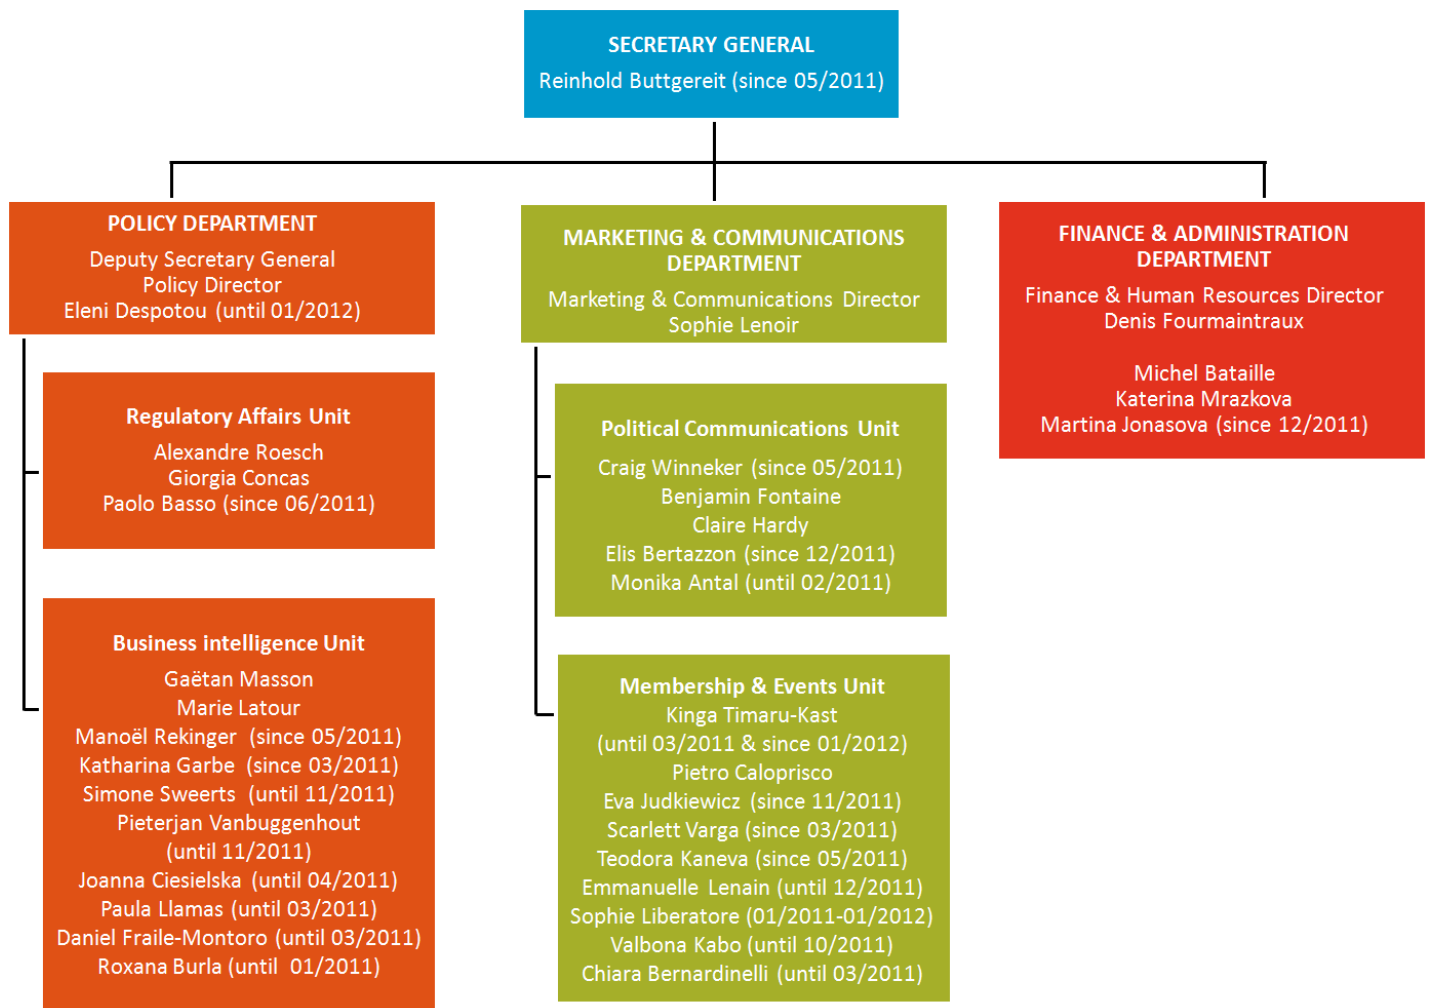 SECRETARY GENERAL
Reinhold Buttgereit (since 05/2011)
POLICY DEPARTMENT
Deputy Secretary General
Policy Director
Eleni Despotou (until 01/2012)
Regulatory Affairs Unit
Alexandre Roesch
Giorgia Concas
Paolo Basso (since 06/2011)
Business intelligence Unit
Gaëtan Masson
Marie Latour
Manoël Rekinger (since 05/2011)
Katharina Garbe (since 03/2011)
Simone Sweerts (until 11/2011)
Pieterjan Vanbuggenhout
(until 11/2011)
Joanna Ciesielska (until 04/2011)
Paula Llamas (until 03/2011)
Daniel Fraile-Montoro (until 03/2011)
Roxana Burla (until 01/2011)
MARKETING & COMMUNICATIONS
DEPARTMENT
Marketing & Communications Director
Sophie Lenoir
Political Communications Unit
Craig Winneker (since 05/2011)
Benjamin Fontaine
Claire Hardy
Elis Bertazzon (since 12/2011)
Monika Antal (until 02/2011)
Membership & Events Unit
Kinga Timaru-Kast
(until 03/2011 & since 01/2012)
Pietro Caloprisco
Eva Judkiewicz (since 11/2011)
Scarlett Varga (since 03/2011)
Teodora Kaneva (since 05/2011)
Emmanuelle Lenain (until 12/2011)
Sophie Liberatore (01/2011-01/2012)
Valbona Kabo (until 10/2011)
Chiara Bernardinelli (until 03/2011)
FINANCE & ADMINISTRATION
DEPARTMENT
Finance & Human Resources Director
Denis Fourmaintraux
Michel Bataille
Katerina Mrazkova
Martina Jonasova (since 12/2011)